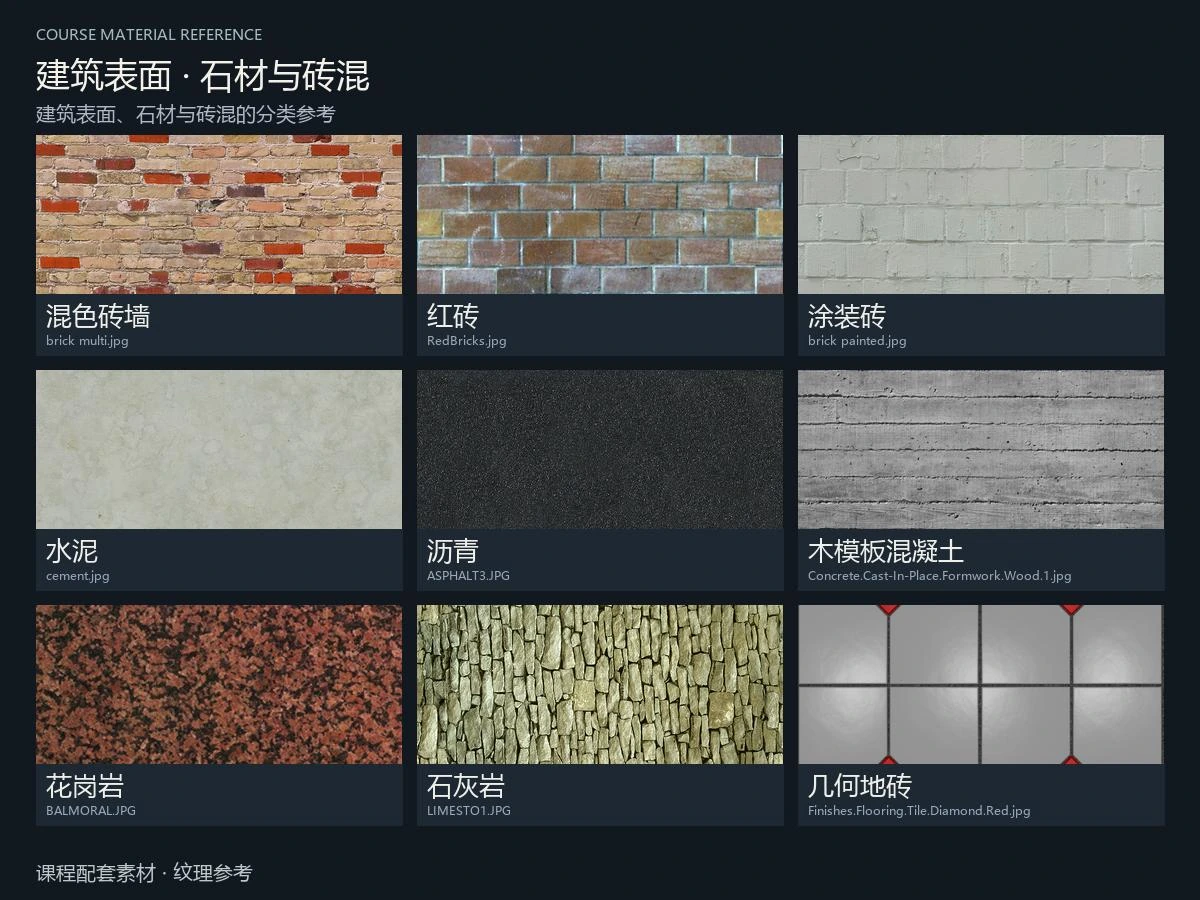 COURSE MATERIAL REFERENCE
建筑表面 · 石材与砖混
建筑表面、石材与砖混的分类参考
混色砖墙
brick multi.jpg
红砖
RedBricks.jpg
涂装砖
brick painted.jpg
水泥
cement.jpg
沥青
ASPHALT3.JPG
木模板混凝土
Concrete.Cast-In-Place.Formwork.Wood.1.jpg
花岗岩
BALMORAL.JPG
石灰岩
LIMESTO1.JPG
几何地砖
Finishes.Flooring.Tile.Diamond.Red.jpg
课程配套素材 · 纹理参考